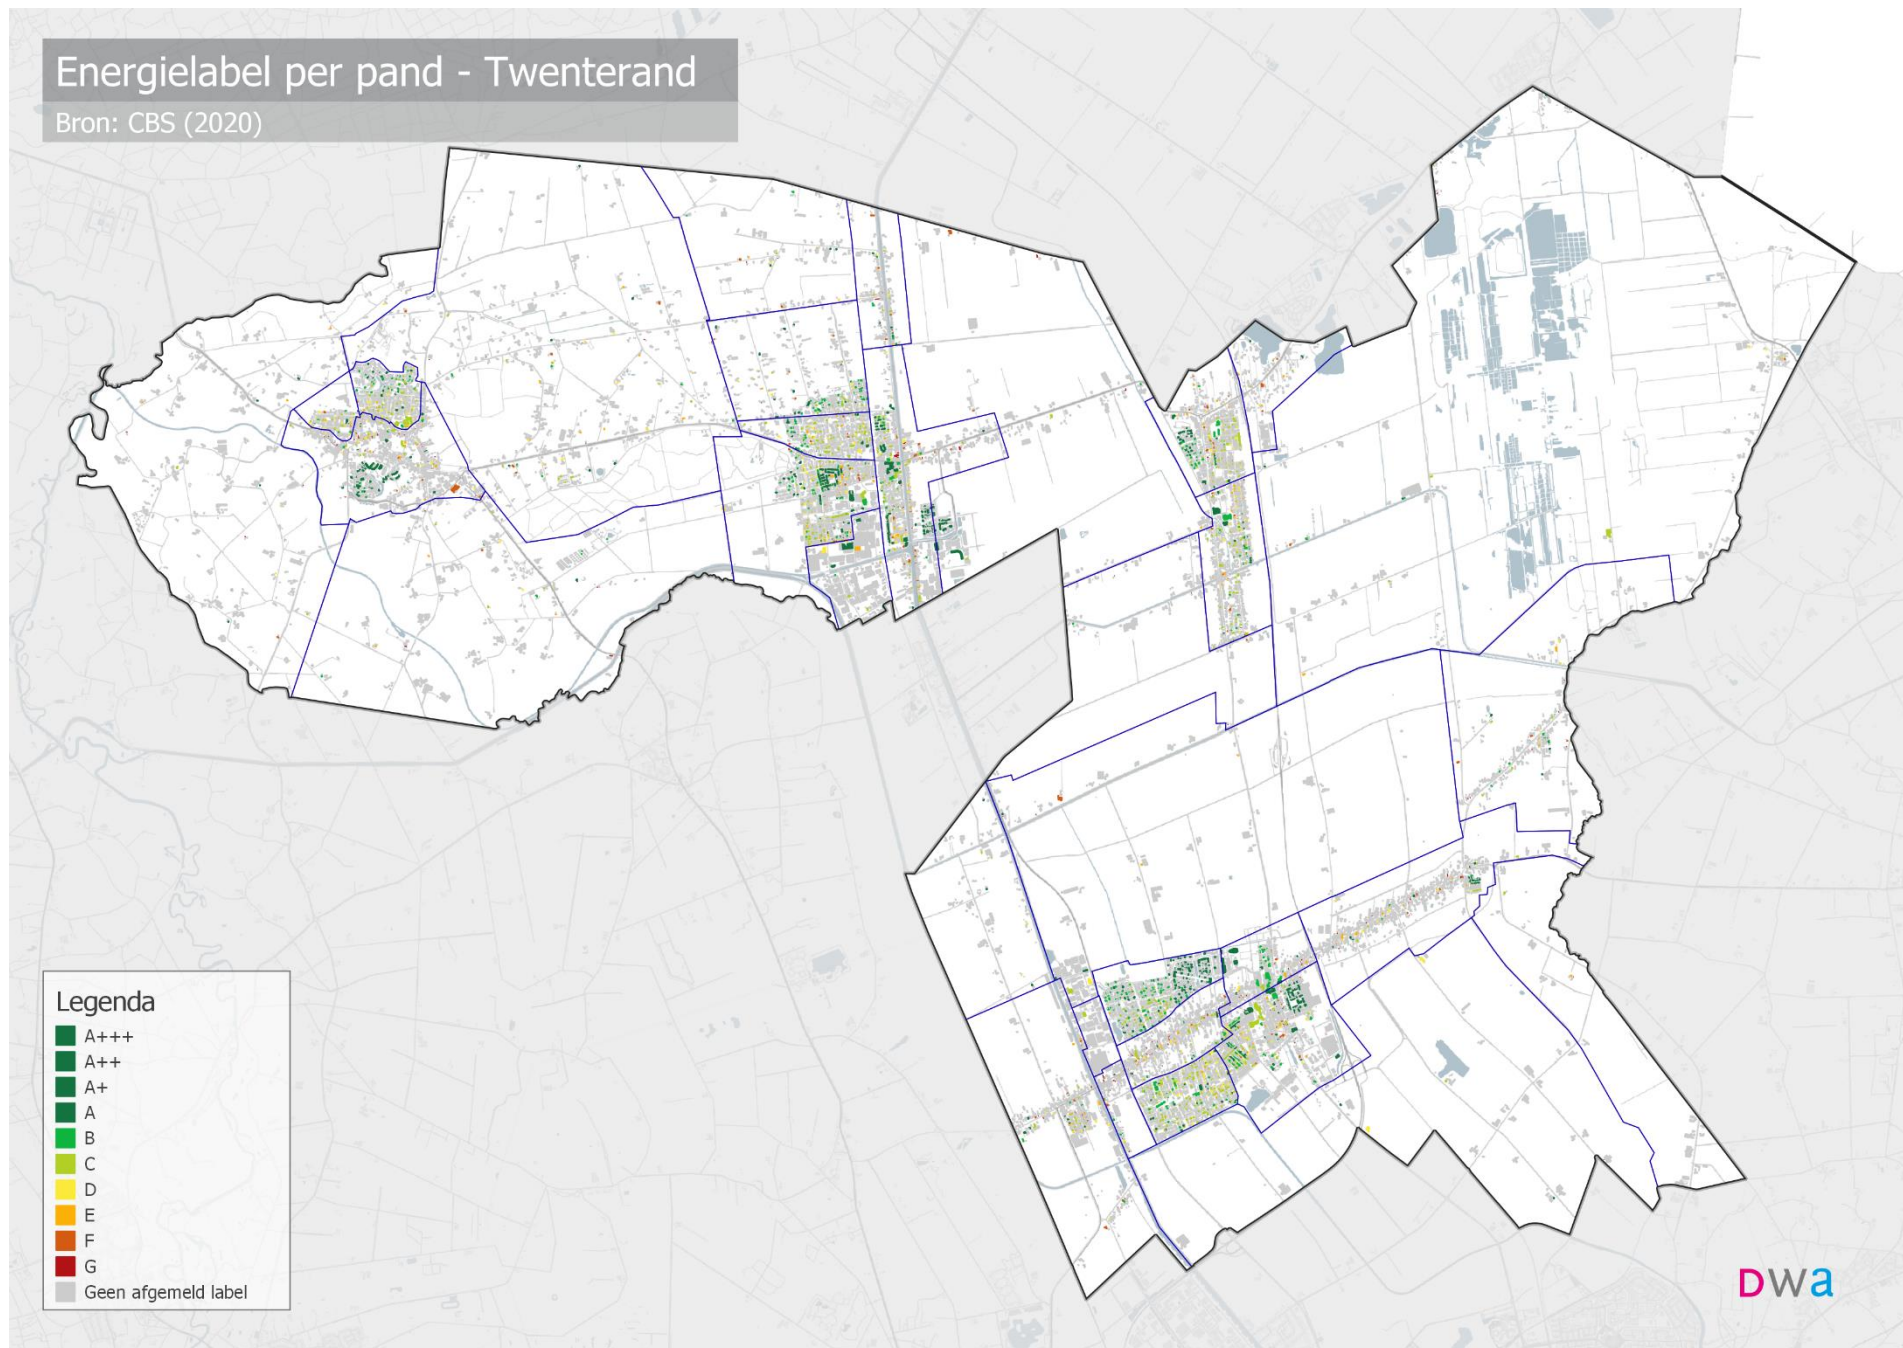 Energielabel per pand - Twenterand
Bron: CBS (2020)
Legenda
A+++
A++
A+
A
B
C
D
E
F
G
Geen afgemeld label
DWa